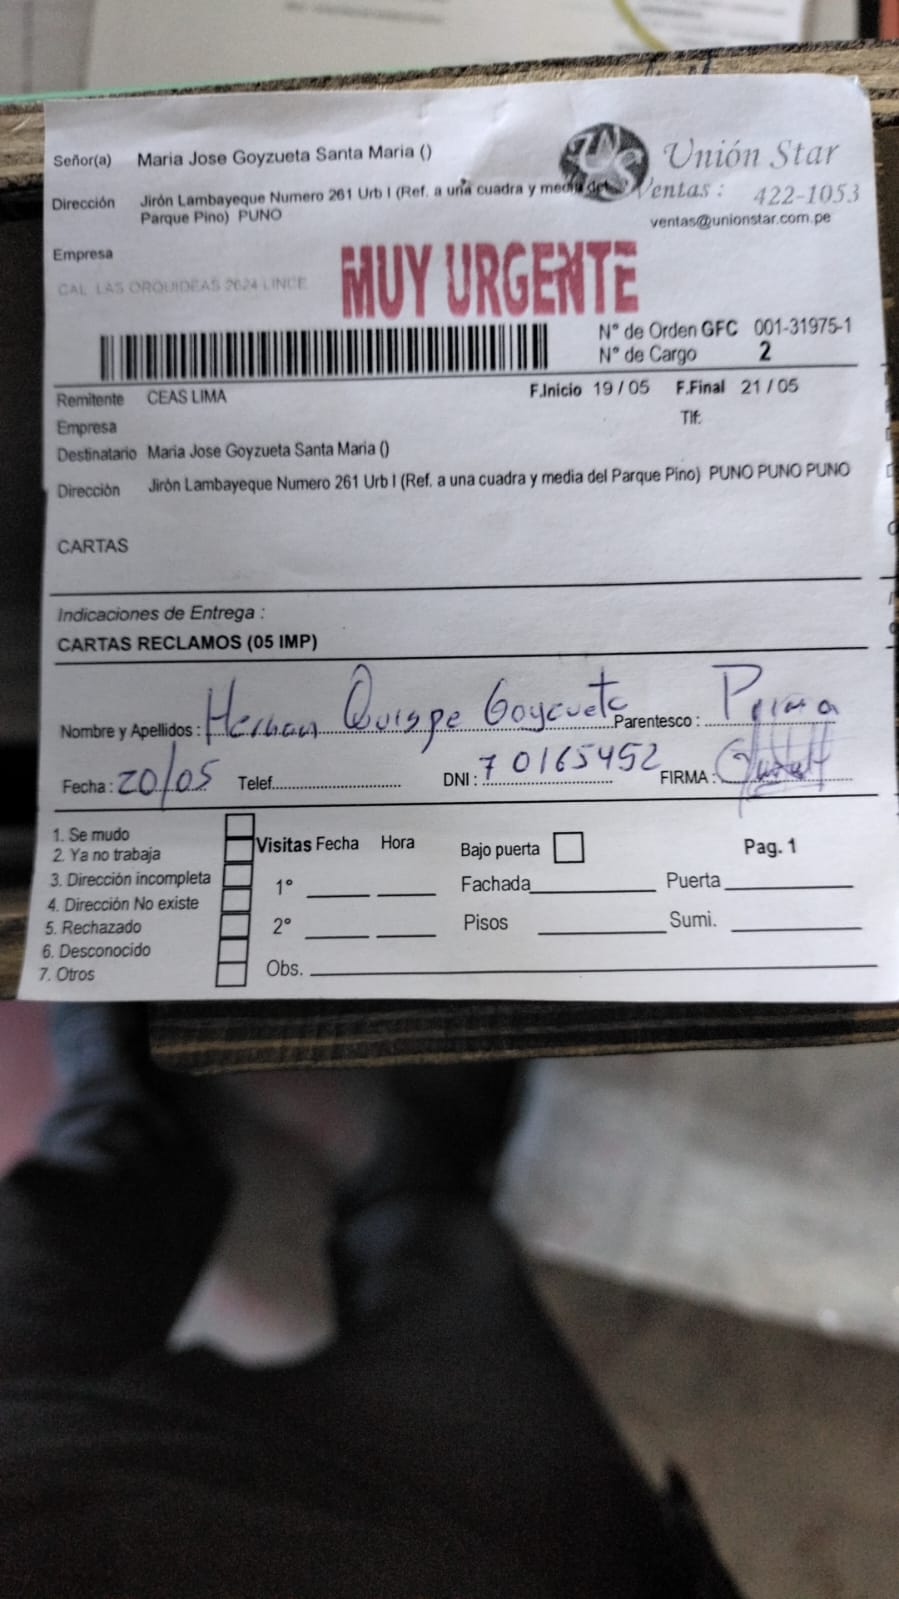 Señor(a) Maria Jose Goyzueta Santa Maria ()
Unión Star
Dirección Jirón Lambayeque Numero 261 Urb I (Ref. a una cuadra y media del
Parque Pino) PUNO
Ventas : 422-1053
ventas@unionstar.com.pe
Empresa
CAL LAS ORQUIDEAS 2624 LINCE
MUY URGENTE
N° de Orden GFC 001-31975-1
N° de Cargo 2
Remitente CEAS LIMA F.Inicio 19 / 05 F.Final 21 / 05
Empresa Tlf:
Destinatario Maria Jose Goyzueta Santa Maria ()
Dirección Jirón Lambayeque Numero 261 Urb I (Ref. a una cuadra y media del Parque Pino) PUNO PUNO PUNO
CARTAS
Indicaciones de Entrega :
CARTAS RECLAMOS (05 IMP)
Nombre y Apellidos : Hernan Quispe Goyzueta Parentesco : Primo
Fecha : 20/05 Telef. DNI : 70165452 FIRMA :
1. Se mudo
2. Ya no trabaja
3. Dirección incompleta
4. Dirección No existe
5. Rechazado
6. Desconocido
7. Otros
Visitas Fecha Hora Bajo puerta Pag. 1
1° Fachada Puerta
2° Pisos Sumi.
Obs.